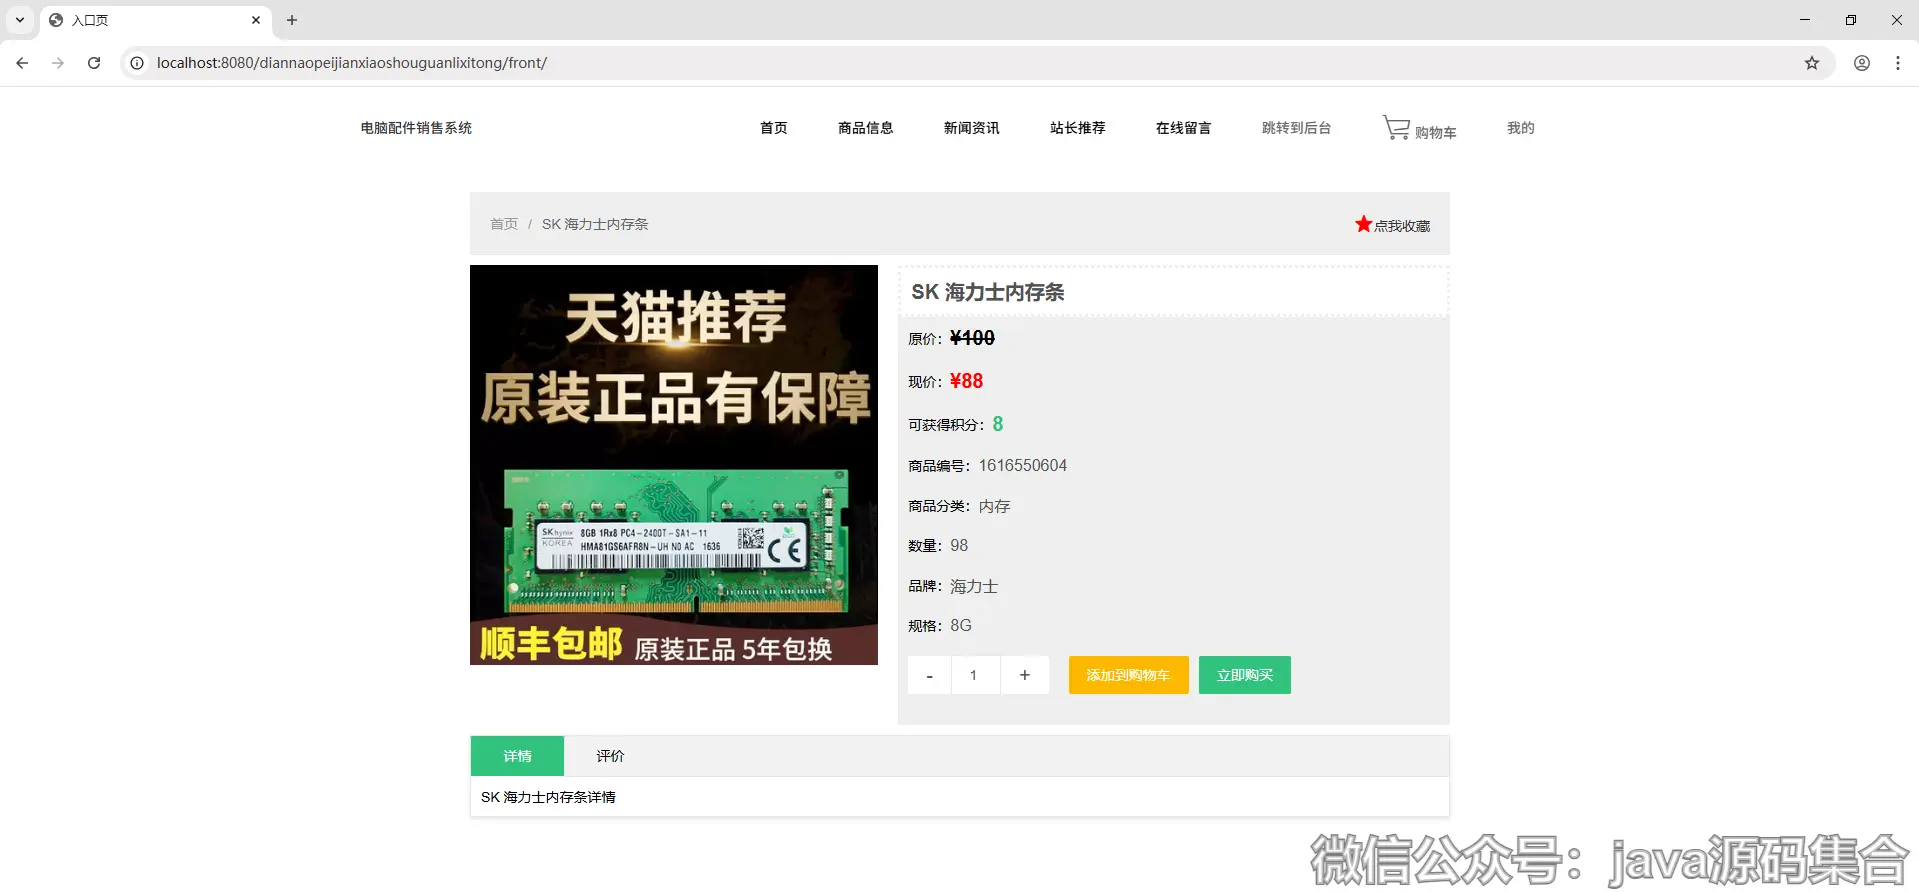 入口页
localhost:8080/diannaopeijianxiaoshouguanlixitong/front/
电脑配件销售系统 首页 商品信息 新闻资讯 站长推荐 在线留言 跳转到后台 购物车 我的
首页 / SK 海力士内存条 点我收藏
天猫推荐
原装正品有保障
SK hynix 8GB 1Rx8 PC4-2400T-SA1-11
KOREA HMA81GS6AFR8N-UH N0 AC 1636
CE
顺丰包邮 原装正品 5年包换
SK 海力士内存条
原价：¥100
现价：¥88
可获得积分：8
商品编号：1616550604
商品分类：内存
数量：98
品牌：海力士
规格：8G
- 1 + 添加到购物车 立即购买
详情 评价
SK 海力士内存条详情
微信公众号：java源码集合